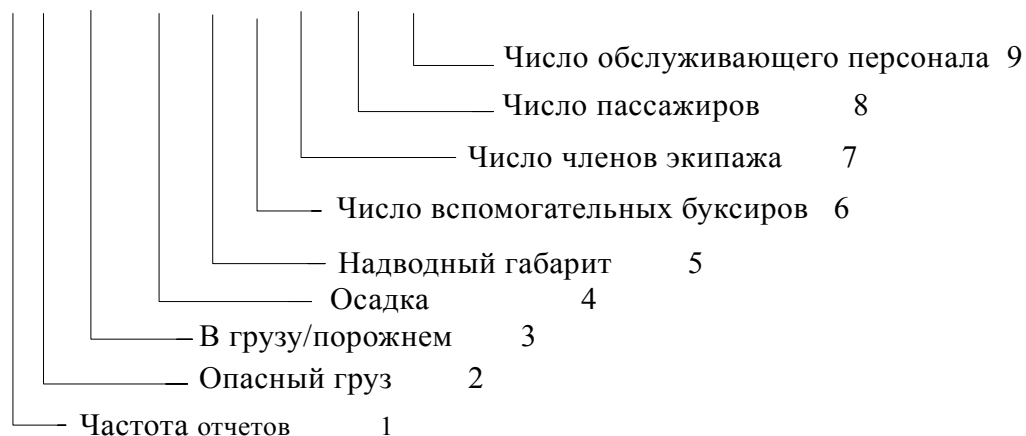 Число обслуживающего персонала 9
Число пассажиров 8
Число членов экипажа 7
Число вспомогательных буксиров 6
Надводный габарит 5
Осадка 4
В грузу/порожнем 3
Опасный груз 2
Частота отчетов 1